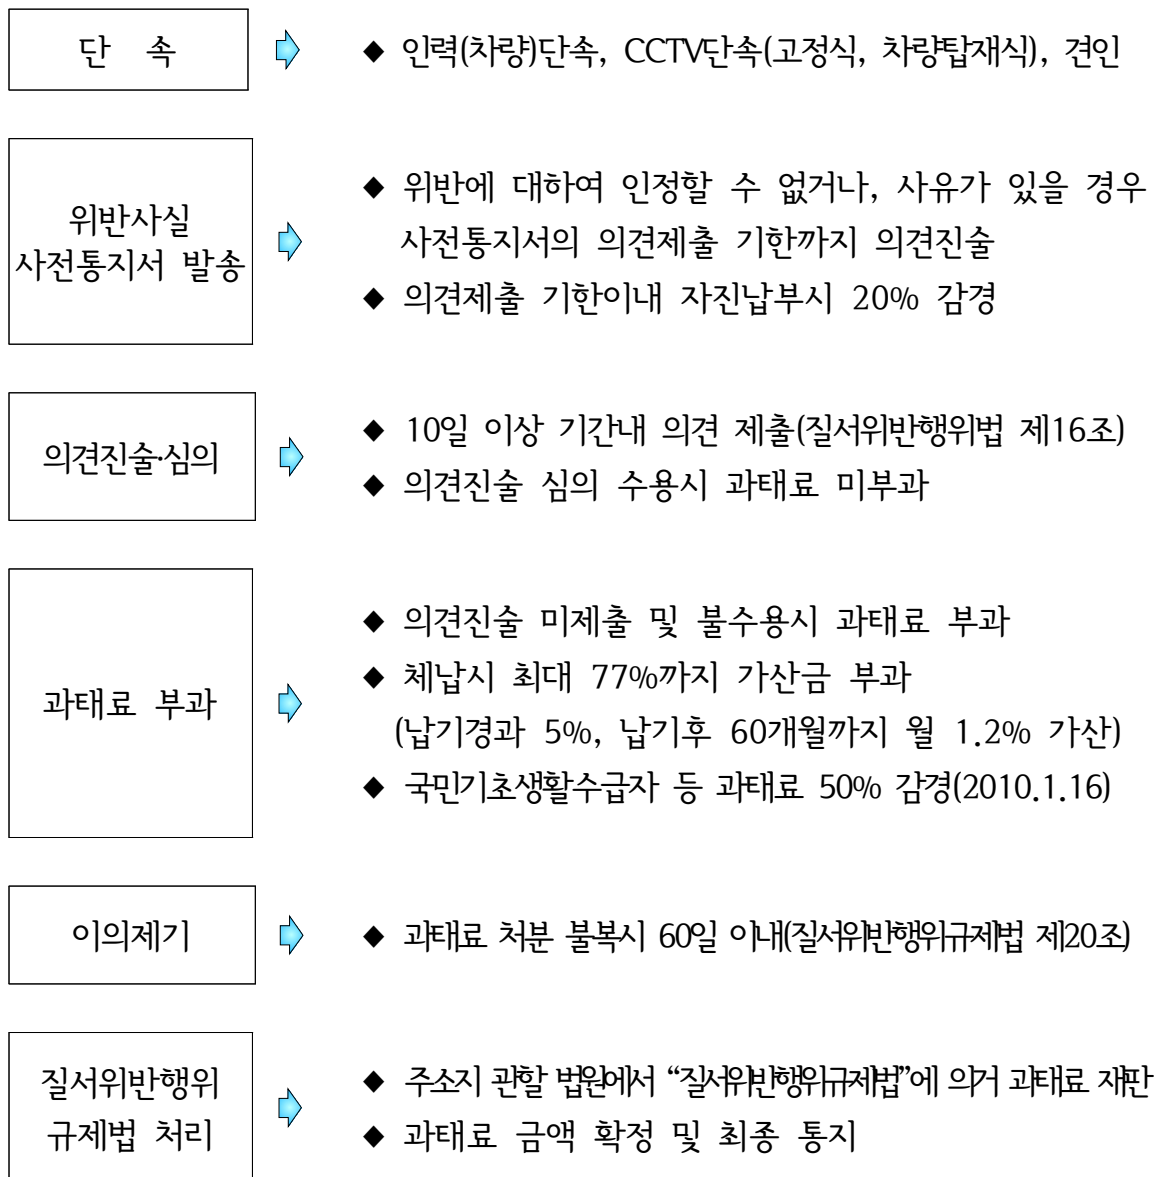 단 속
◆ 인력(차량)단속, CCTV단속(고정식, 차량탑재식), 견인
위반사실
사전통지서 발송
◆ 위반에 대하여 인정할 수 없거나, 사유가 있을 경우
사전통지서의 의견제출 기한까지 의견진술
◆ 의견제출 기한이내 자진납부시 20% 감경
의견진술·심의
◆ 10일 이상 기간내 의견 제출(질서위반행위법 제16조)
◆ 의견진술 심의 수용시 과태료 미부과
과태료 부과
◆ 의견진술 미제출 및 불수용시 과태료 부과
◆ 체납시 최대 77%까지 가산금 부과
(납기경과 5%, 납기후 60개월까지 월 1.2% 가산)
◆ 국민기초생활수급자 등 과태료 50% 감경(2010.1.16)
이의제기
◆ 과태료 처분 불복시 60일 이내(질서위반행위규제법 제20조)
질서위반행위
규제법 처리
◆ 주소지 관할 법원에서 “질서위반행위규제법”에 의거 과태료 재판
◆ 과태료 금액 확정 및 최종 통지